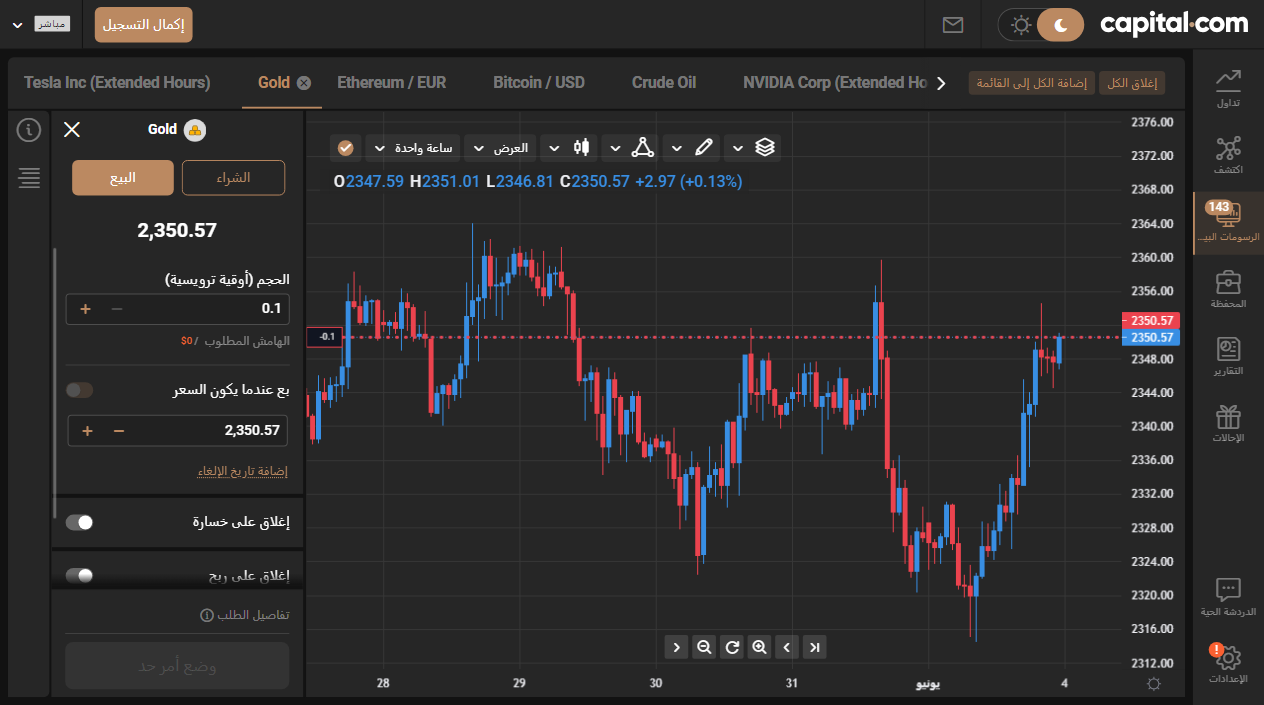 مباشر
إكمال التسجيل
capital.com
Tesla Inc (Extended Hours)
Gold
Ethereum / EUR
Bitcoin / USD
Crude Oil
NVIDIA Corp (Extended Ho
إضافة الكل إلى القائمة
إغلاق الكل
Gold
الشراء
البيع
2,350.57
الحجم (أوقية ترويسية)
0.1
+ −
الهامش المطلوب / $0
بع عندما يكون السعر
2,350.57
+ −
إضافة تاريخ الإلغاء
إغلاق على خسارة
إغلاق على ربح
تفاصيل الطلب
وضع أمر حد
ساعة واحدة
العرض
O2347.59 H2351.01 L2346.81 C2350.57 +2.97 (+0.13%)
-0.1
2376.00
2372.00
2368.00
2364.00
2360.00
2356.00
2350.57
2350.57
2348.00
2344.00
2340.00
2336.00
2332.00
2328.00
2324.00
2320.00
2316.00
2312.00
28
29
30
31
يونيو
4
تداول
اكتشف
143
الرسومات البيـ...
المحفظة
التقارير
الإحالات
الدردشة الحية
!
الإعدادات